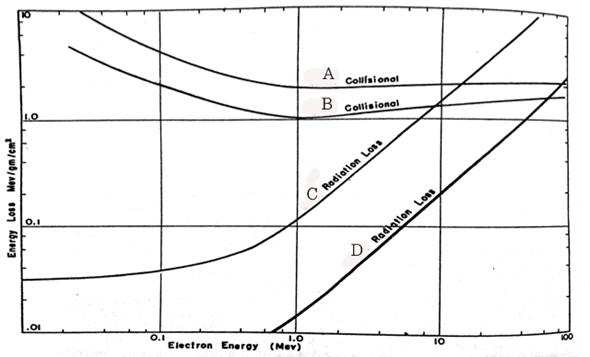 10
A Collisional
B Collisional
1.0
C Radiation Loss
0.1
D Radiation Loss
.01
0.1
1.0
10
100
Energy Loss Mev/gm/cm²
Electron Energy (Mev)